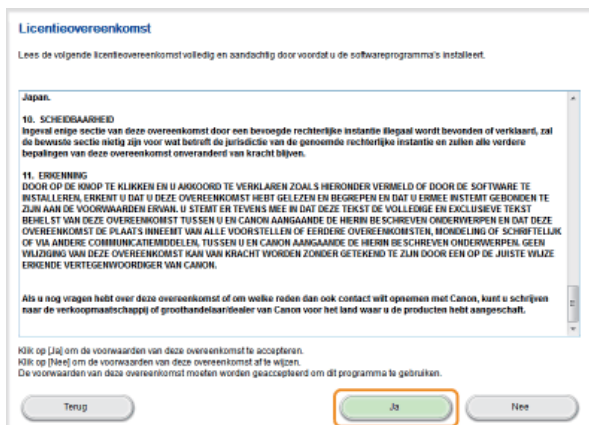 Licentieovereenkomst
Lees de volgende licentieovereenkomst volledig en aandachtig door voordat u de softwareprogramma's installeert.
Japan.
10. SCHEIDBAARHEID
Ingeval enige sectie van deze overeenkomst door een bevoegde rechterlijke instantie illegaal wordt bevonden of verklaard, zal
de bewuste sectie nietig zijn voor wat betreft de jurisdictie van de genoemde rechterlijke instantie en zullen alle verdere
bepalingen van deze overeenkomst onveranderd van kracht blijven.
11. ERKENNING
DOOR OP DE KNOP TE KLIKKEN EN U AKKOORD TE VERKLAREN ZOALS HIERONDER VERMELD OF DOOR DE SOFTWARE TE
INSTALLEREN, ERKENT U DAT U DEZE OVEREENKOMST HEBT GELEZEN EN BEGREPEN EN DAT U ERMEE INSTEMT GEBONDEN TE
ZIJN AAN DE VOORWAARDEN ERVAN. U STEMT ER TEVENS MEE IN DAT DEZE TEKST DE VOLLEDIGE EN EXCLUSIEVE TEKST
BEHELST VAN DEZE OVEREENKOMST TUSSEN U EN CANON AANGAANDE DE HIERIN BESCHREVEN ONDERWERPEN EN DAT DEZE
OVEREENKOMST DE PLAATS INNEEMT VAN ALLE VOORSTELLEN OF EERDERE OVEREENKOMSTEN, MONDELING OF SCHRIFTELIJK
OF VIA ANDERE COMMUNICATIEMIDDELEN, TUSSEN U EN CANON AANGAANDE DE HIERIN BESCHREVEN ONDERWERPEN. GEEN
WIJZIGING VAN DEZE OVEREENKOMST KAN VAN KRACHT WORDEN ZONDER GETEKEND TE ZIJN DOOR EEN OP DE JUISTE WIJZE
ERKENDE VERTEGENWOORDIGER VAN CANON.
Als u nog vragen hebt over deze overeenkomst of om welke reden dan ook contact wilt opnemen met Canon, kunt u schrijven
naar de verkoopmaatschappij of groothandelaar/dealer van Canon voor het land waar u de producten hebt aangeschaft.
Klik op [Ja] om de voorwaarden van deze overeenkomst te accepteren.
Klik op [Nee] om de voorwaarden van deze overeenkomst af te wijzen.
De voorwaarden van deze overeenkomst moeten worden geaccepteerd om dit programma te gebruiken.
Terug
Ja
Nee